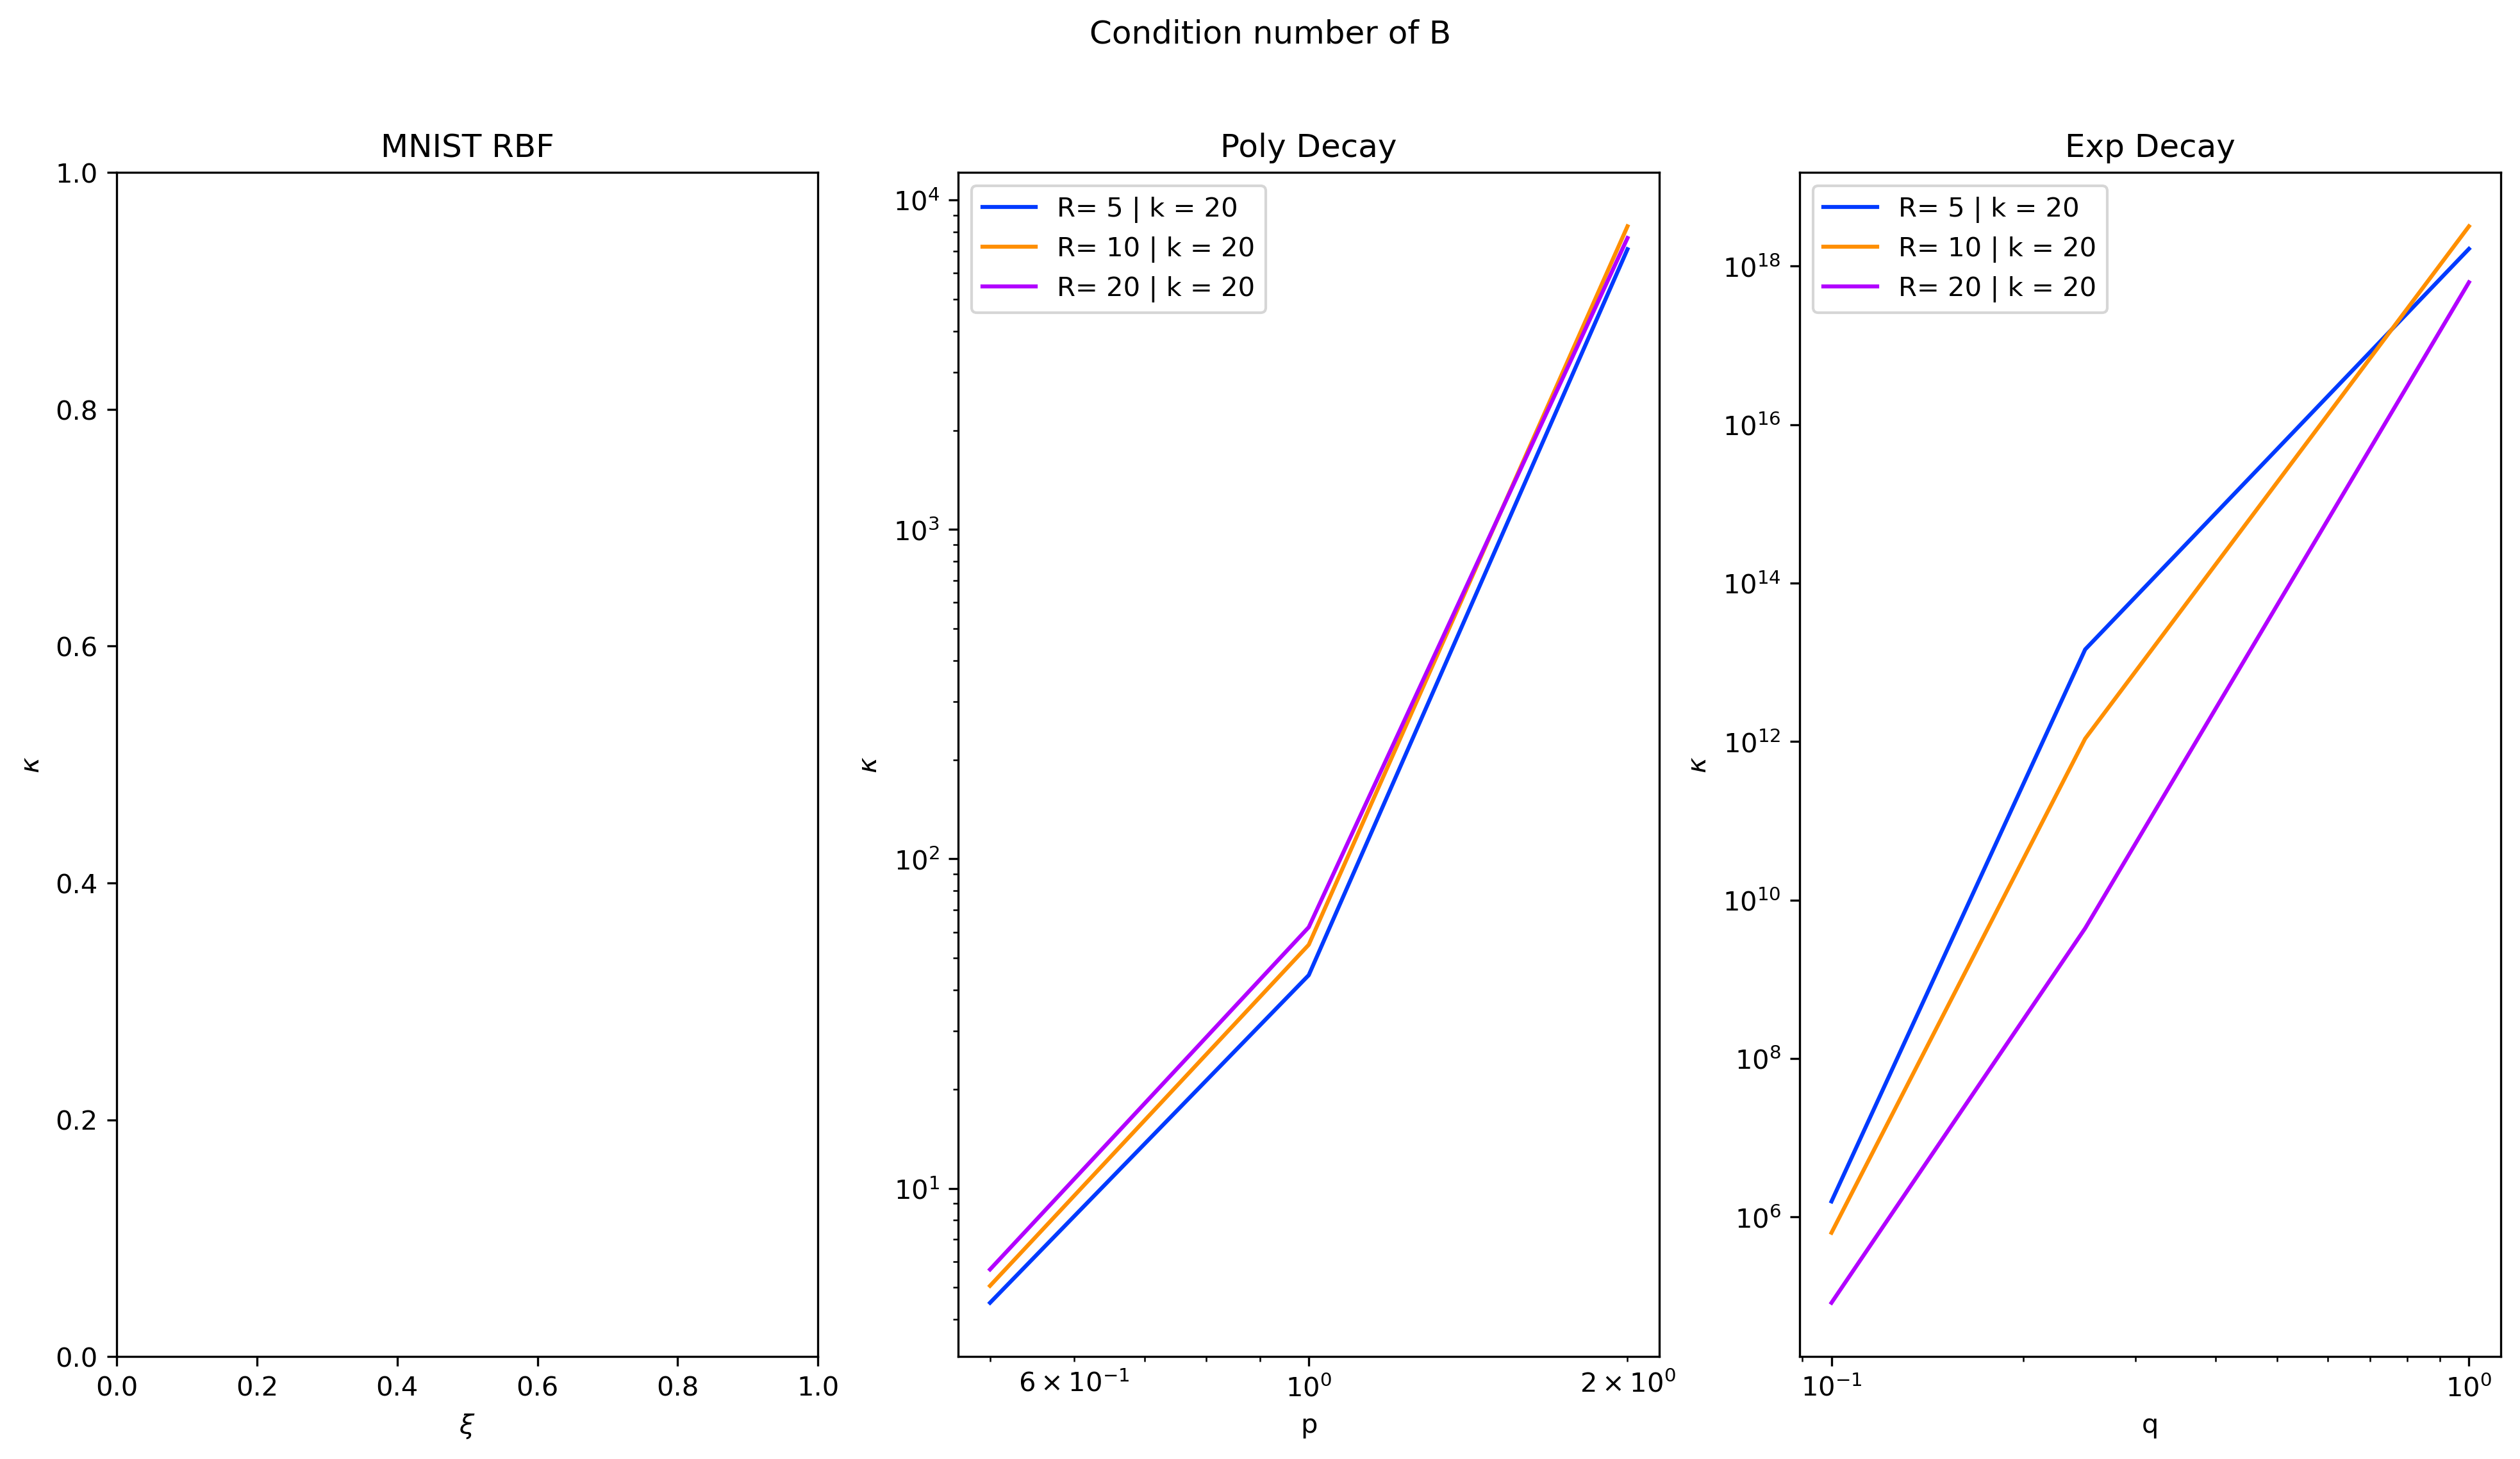 Condition number of B
MNIST RBF
1.0
0.8
0.6
0.4
0.2
0.0
κ
0.0 0.2 0.4 0.6 0.8 1.0
ξ
Poly Decay
R= 5 | k = 20
R= 10 | k = 20
R= 20 | k = 20
10⁴
10³
10²
10¹
κ
6 × 10⁻¹ 10⁰ 2 × 10⁰
p
Exp Decay
R= 5 | k = 20
R= 10 | k = 20
R= 20 | k = 20
10¹⁸
10¹⁶
10¹⁴
10¹²
10¹⁰
10⁸
10⁶
κ
10⁻¹ 10⁰
q